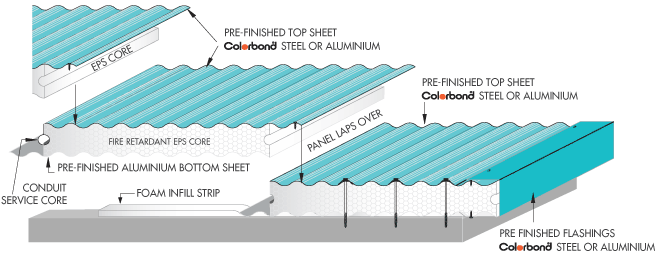 PRE-FINISHED TOP SHEET
Colorbond STEEL OR ALUMINIUM
EPS CORE
PRE-FINISHED TOP SHEET
Colorbond STEEL OR ALUMINIUM
PANEL LAPS OVER
FIRE RETARDANT EPS CORE
PRE-FINISHED ALUMINIUM BOTTOM SHEET
CONDUIT
SERVICE CORE
FOAM INFILL STRIP
PRE FINISHED FLASHINGS
Colorbond STEEL OR ALUMINIUM